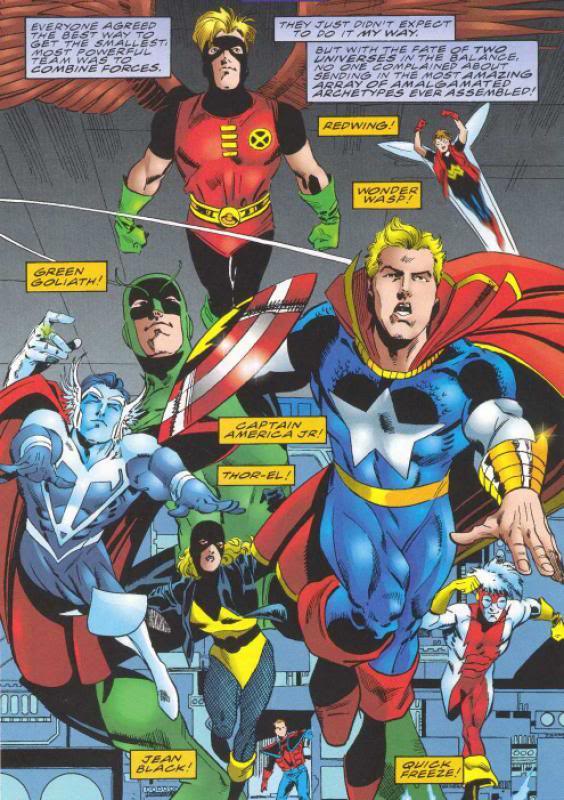 EVERYONE AGREED
THE BEST WAY TO
GET THE SMALLEST,
MOST POWERFUL
TEAM WAS TO
COMBINE FORCES.
THEY JUST DIDN'T EXPECT
TO DO IT MY WAY.
BUT WITH THE FATE OF TWO
UNIVERSES IN THE BALANCE,
NO ONE COMPLAINED ABOUT
SENDING IN THE MOST AMAZING
ARRAY OF AMALGAMATED
ARCHETYPES EVER ASSEMBLED!
REDWING!
WONDER
WASP!
GREEN
GOLIATH!
CAPTAIN
AMERICA JR!
THOR-EL!
JEAN
BLACK!
QUICK
FREEZE!